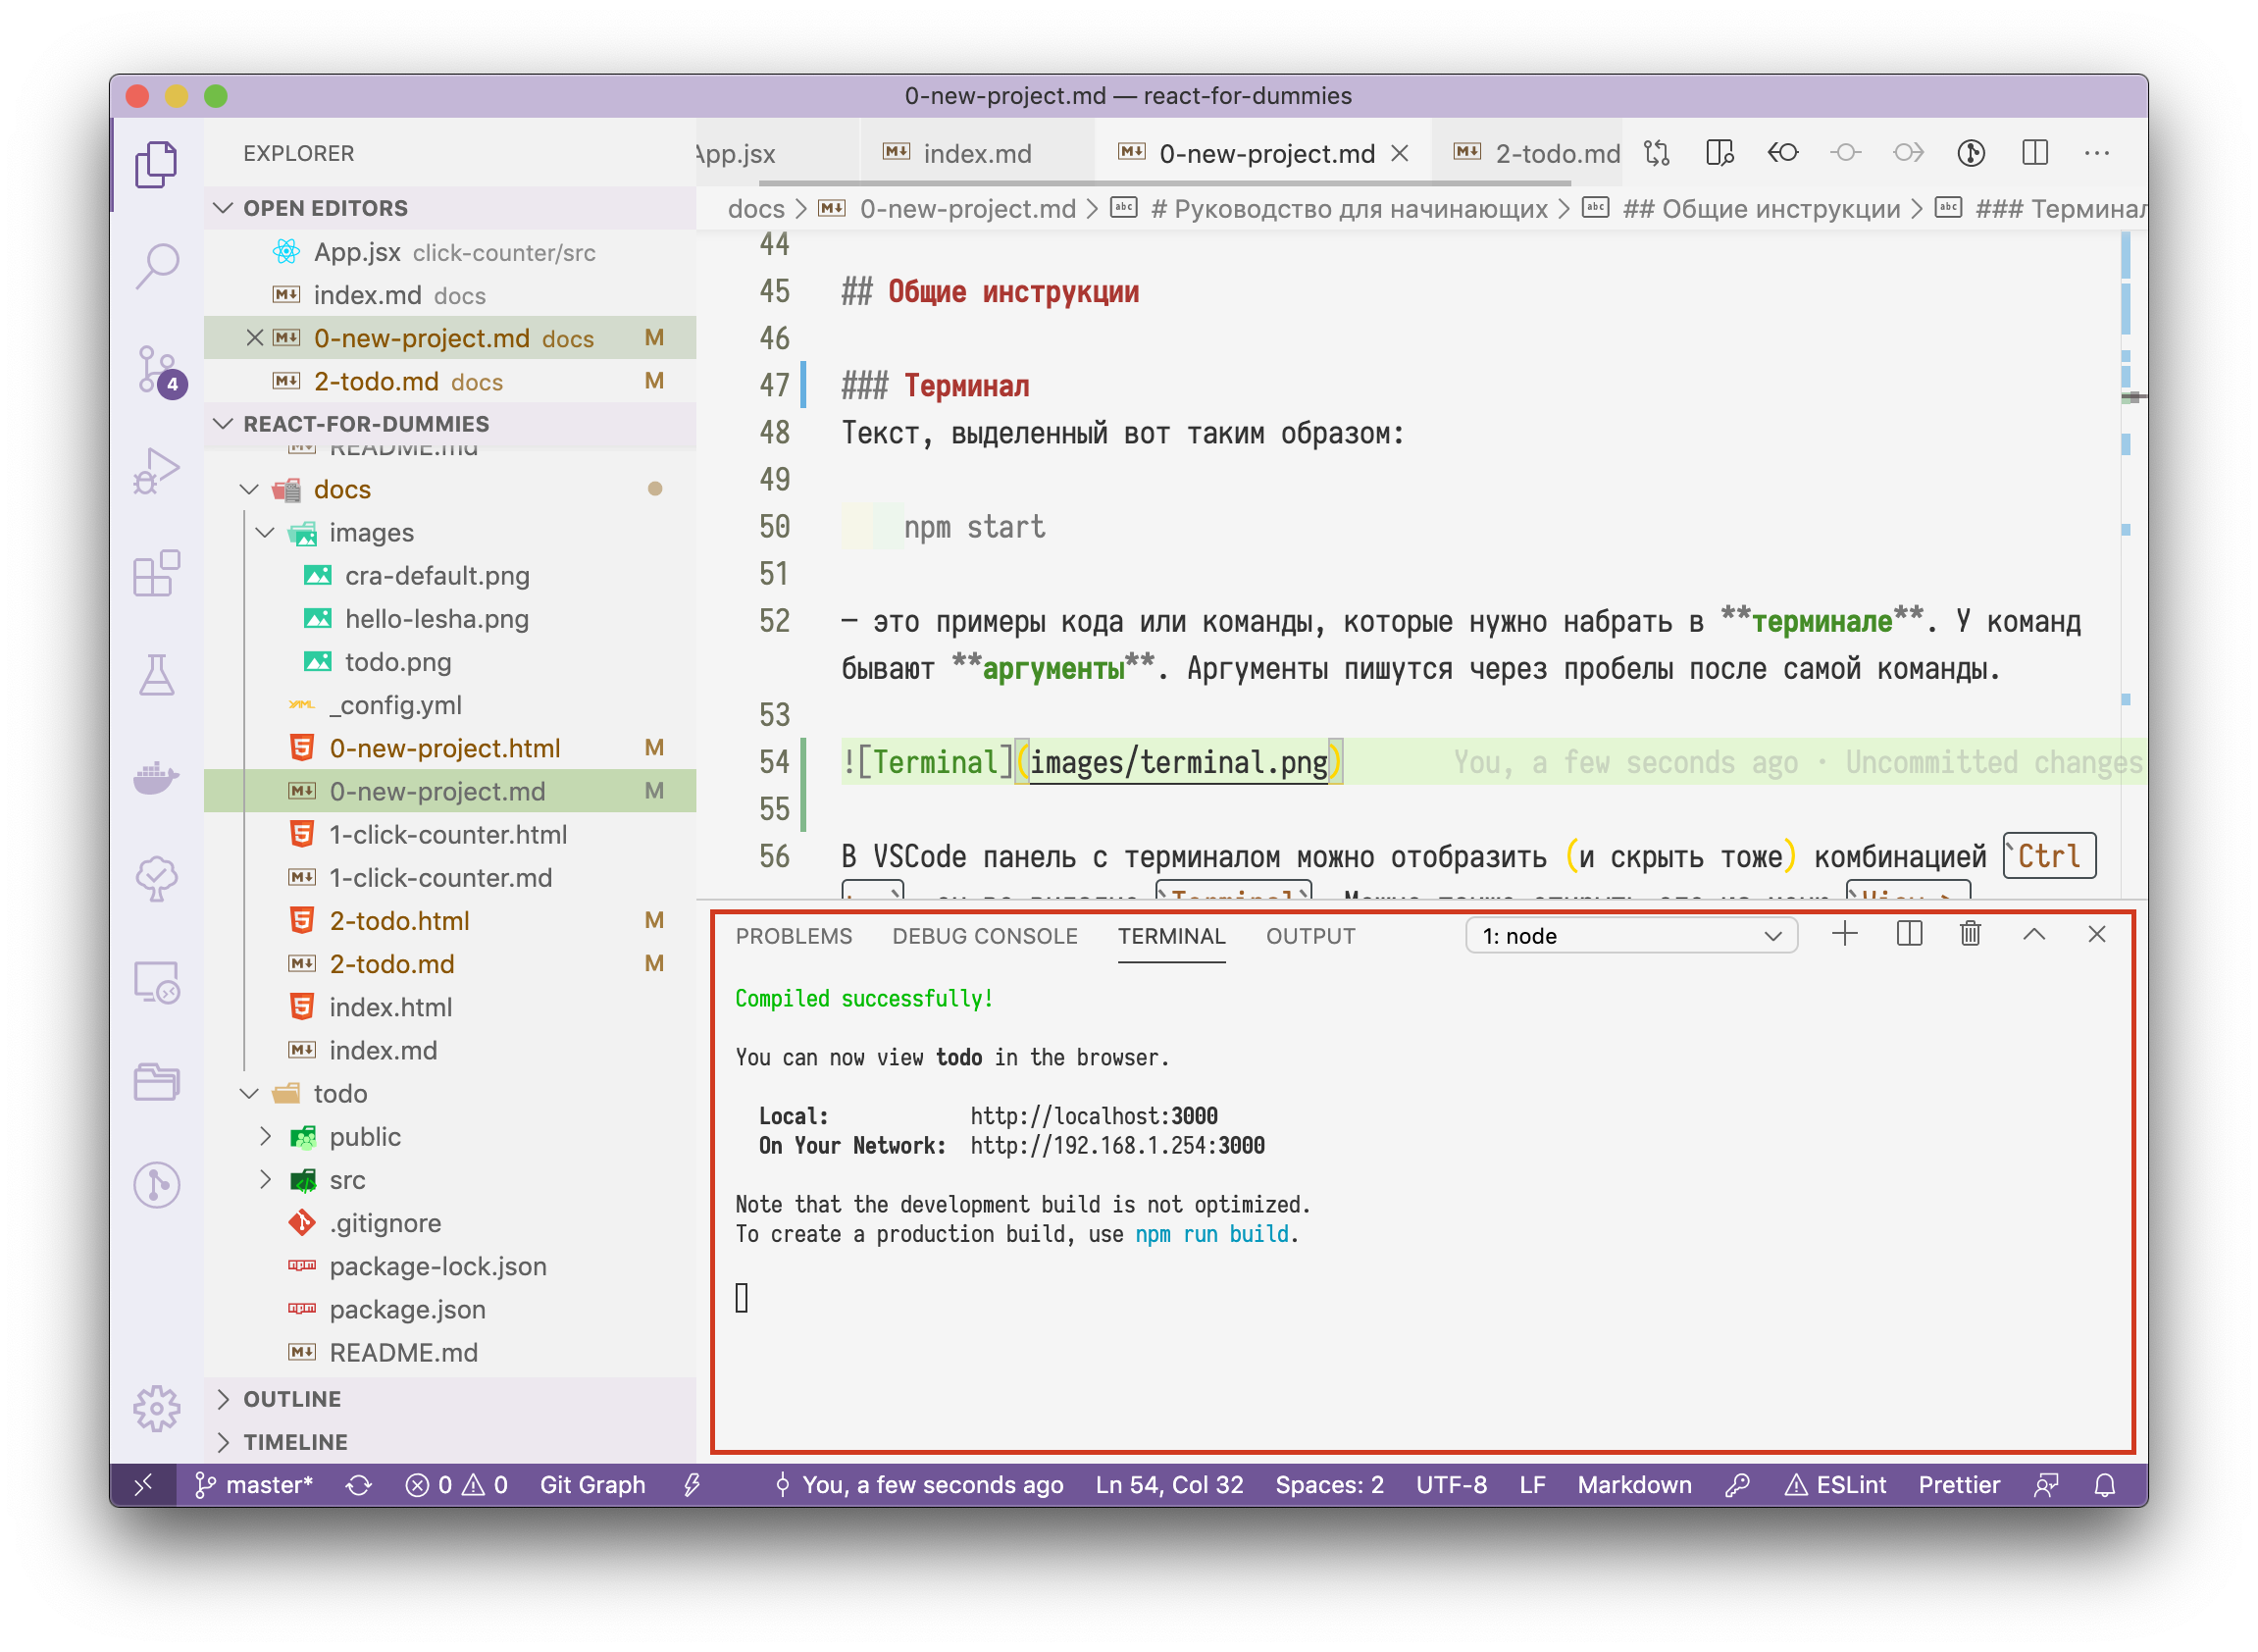 0-new-project.md — react-for-dummies
EXPLORER
OPEN EDITORS
App.jsx click-counter/src
index.md docs
0-new-project.md docs M
2-todo.md docs M
REACT-FOR-DUMMIES
README.md
docs
images
cra-default.png
hello-lesha.png
todo.png
_config.yml
0-new-project.html M
0-new-project.md M
1-click-counter.html
1-click-counter.md
2-todo.html M
2-todo.md M
index.html
index.md
todo
public
src
.gitignore
package-lock.json
package.json
README.md
OUTLINE
TIMELINE
4
App.jsx index.md 0-new-project.md 2-todo.md
docs > 0-new-project.md > # Руководство для начинающих > ## Общие инструкции > ### Терминал
44
45 ## Общие инструкции
46
47 ### Терминал
48 Текст, выделенный вот таким образом:
49
50 npm start
51
52 — это примеры кода или команды, которые нужно набрать в **терминале**. У команд
бывают **аргументы**. Аргументы пишутся через пробелы после самой команды.
53
54 ![Terminal](images/terminal.png) You, a few seconds ago · Uncommitted changes
55
56 В VSCode панель с терминалом можно отобразить (и скрыть тоже) комбинацией `Ctrl
`Terminal`. Можно также открыть его из меню `View >
PROBLEMS DEBUG CONSOLE TERMINAL OUTPUT 1: node
Compiled successfully!
You can now view todo in the browser.
Local: http://localhost:3000
On Your Network: http://192.168.1.254:3000
Note that the development build is not optimized.
To create a production build, use npm run build.
master* 0 0 Git Graph You, a few seconds ago Ln 54, Col 32 Spaces: 2 UTF-8 LF Markdown ESLint Prettier